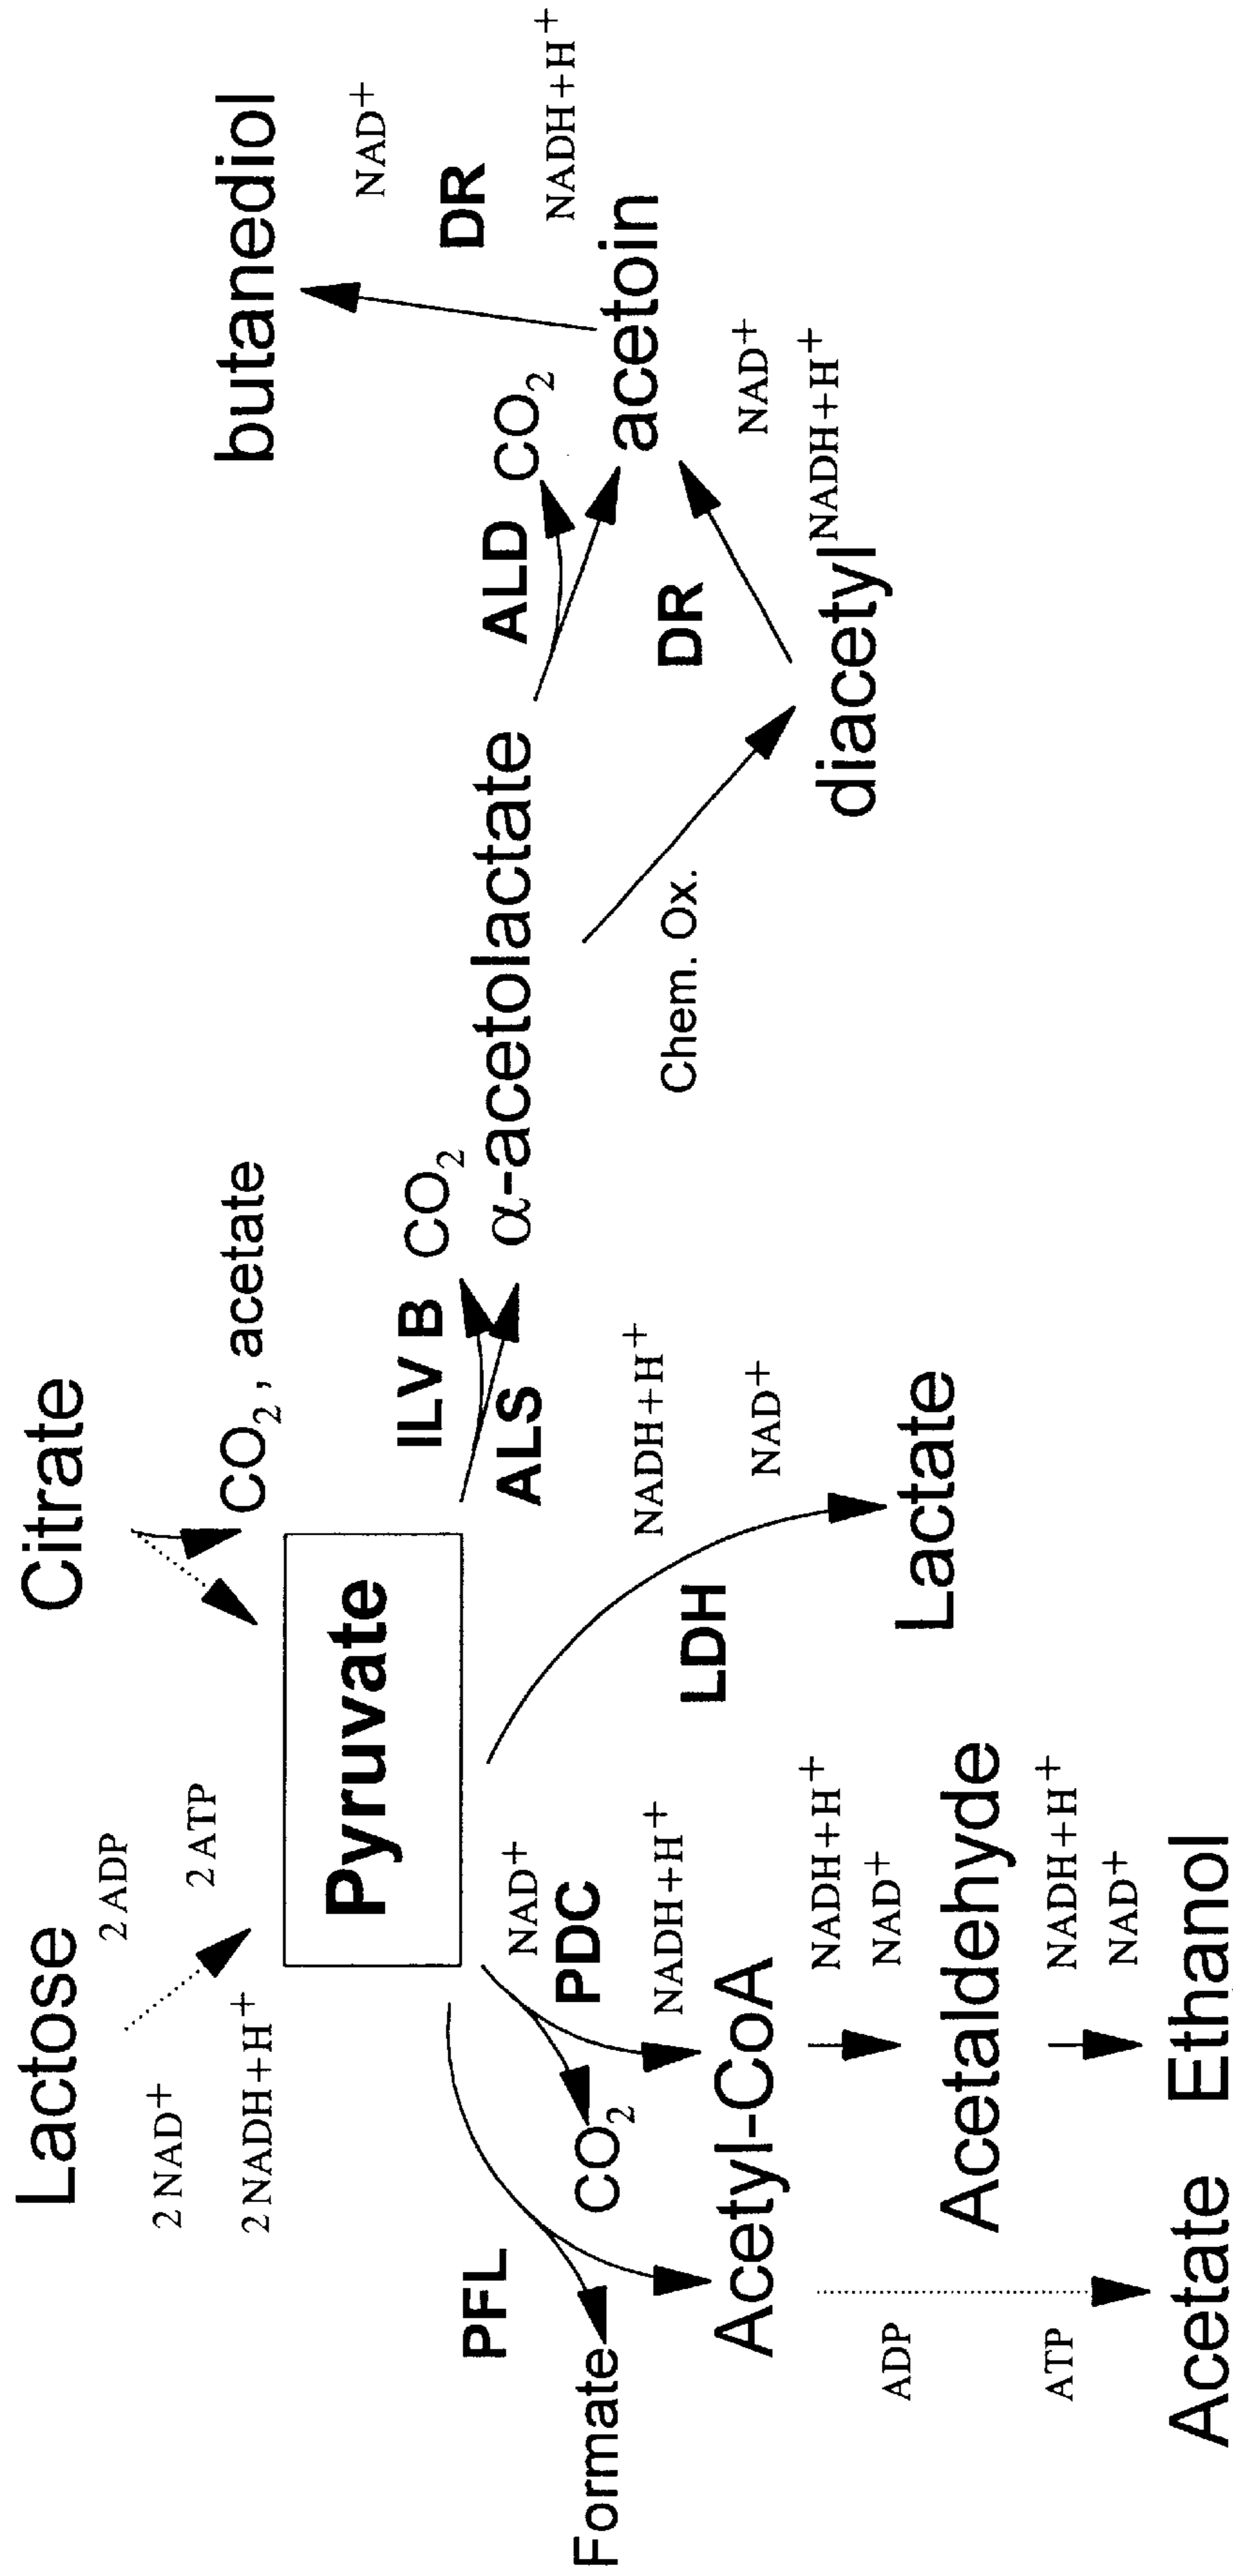 Lactose
Citrate
2 ADP
2 NAD+
2 ATP
2 NADH+H+
CO2, acetate
butanediol
Pyruvate
NAD+
ILV B
CO2
DR
PFL
NAD+
ALS
α-acetolactate
ALD
CO2
NADH+H+
PDC
Formate
CO2
acetoin
NADH+H+
NADH+H+
LDH
Chem. Ox.
DR
NAD+
NAD+
Acetyl-CoA
NADH+H+
diacetyl
NADH+H+
NAD+
ADP
Lactate
Acetaldehyde
NADH+H+
ATP
NAD+
Acetate
Ethanol